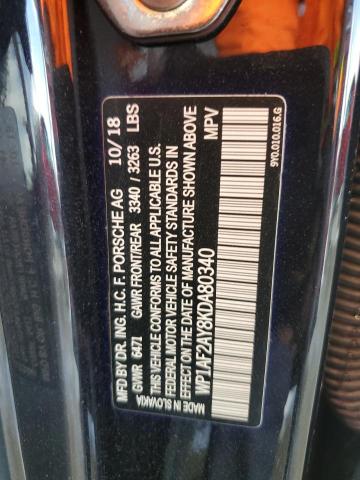 MFD BY DR. ING. H.C. F. PORSCHE AG 10/18
GVWR 6471 GAWR FRONT/REAR 3340 / 3263 LBS
THIS VEHICLE CONFORMS TO ALL APPLICABLE U.S.
FEDERAL MOTOR VEHICLE SAFETY STANDARDS IN
EFFECT ON THE DATE OF MANUFACTURE SHOWN ABOVE
WP1AF2AY8KDA80340 MPV
MADE IN SLOVAKIA
9Y0.010.016.G